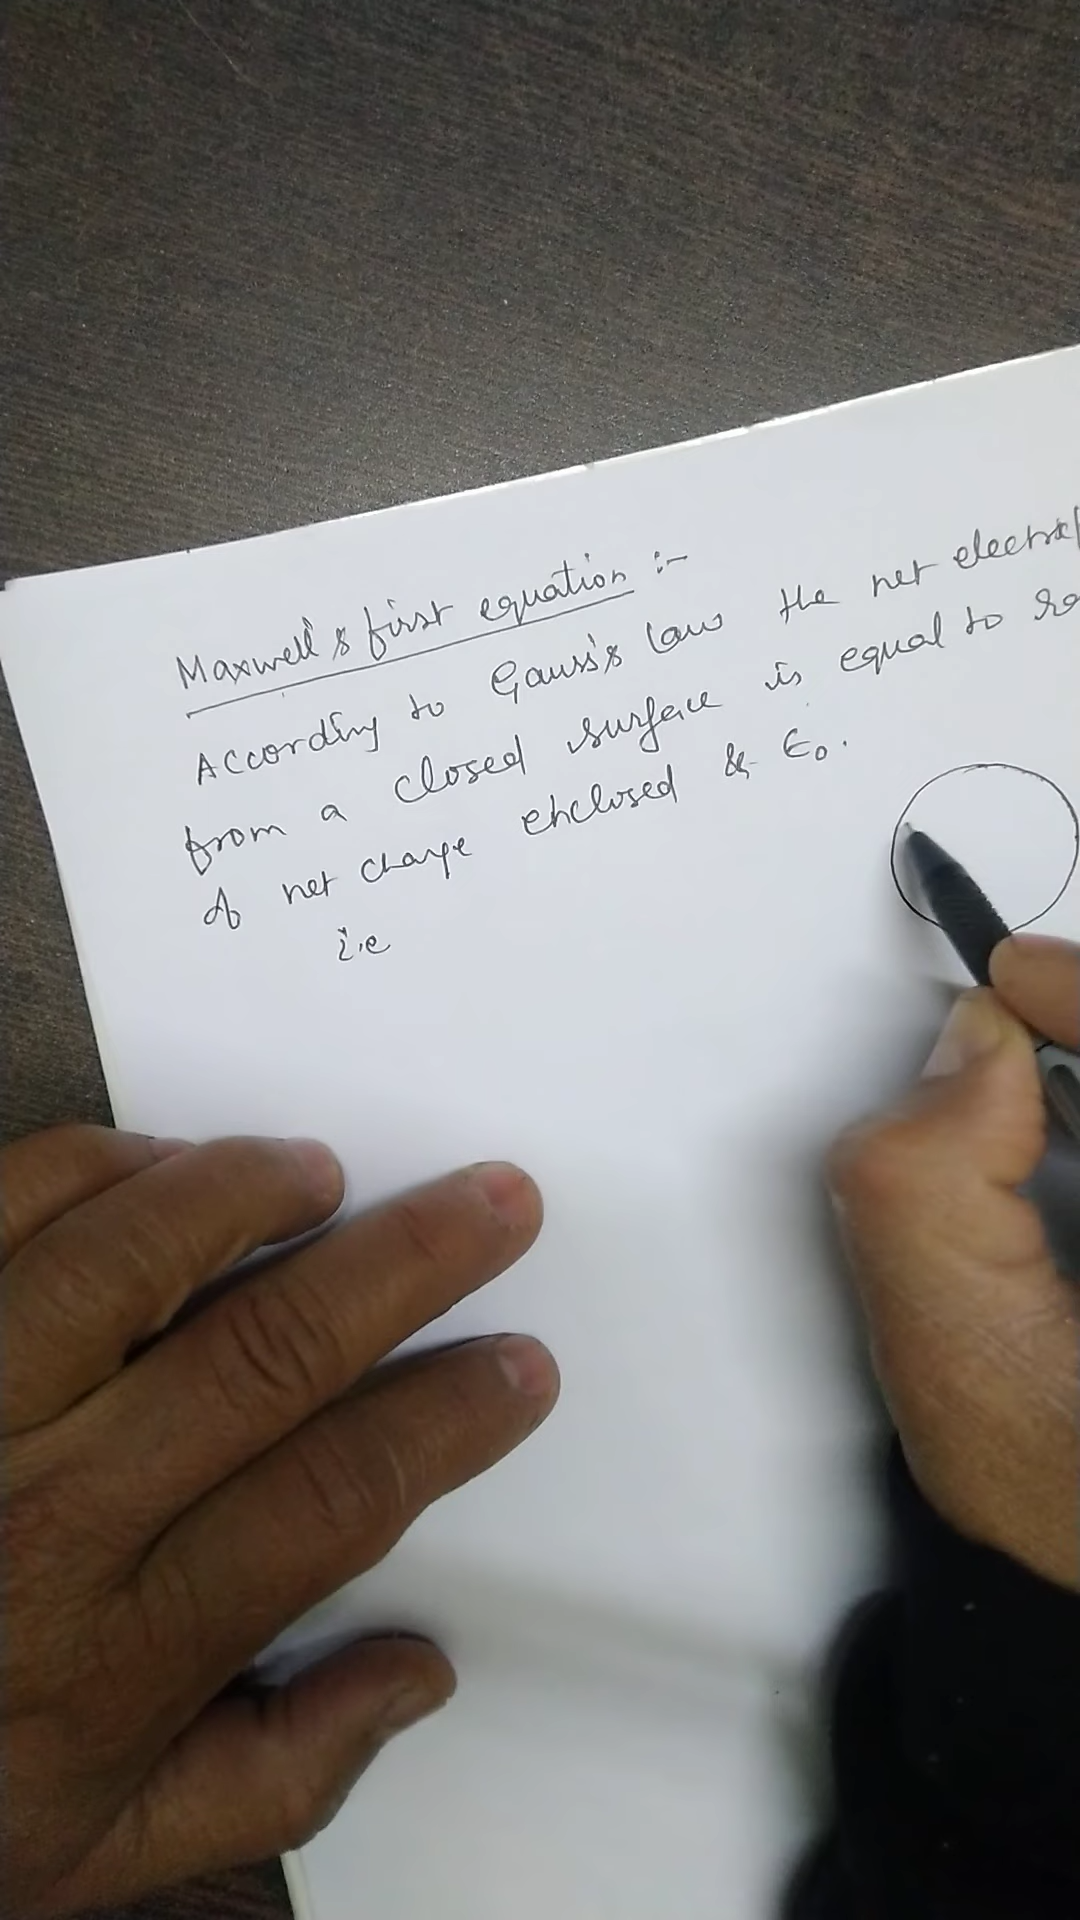 Maxwell's first equation :-
According to Gauss's law the net electric
from a closed surface is equal to
of net charge enclosed & ϵ₀.
i.e